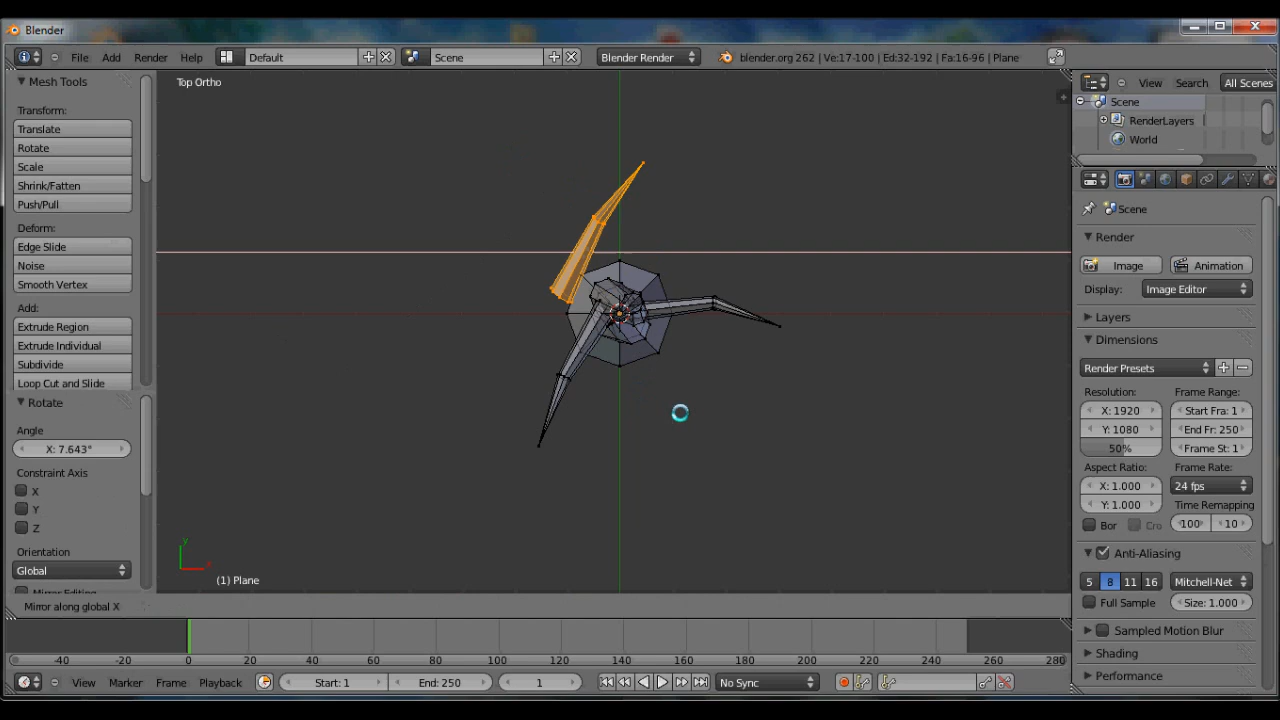 Blender
File Add Render Help Default Scene Blender Render blender.org 262 | Ve:17-100 | Ed:32-192 | Fa:16-96 | Plane
Mesh Tools
Transform:
Translate
Rotate
Scale
Shrink/Fatten
Push/Pull
Deform:
Edge Slide
Noise
Smooth Vertex
Add:
Extrude Region
Extrude Individual
Subdivide
Loop Cut and Slide
Rotate
Angle
X: 7.643°
Constraint Axis
X
Y
Z
Orientation
Global
Mirror Editing
Mirror along global X
Top Ortho
y
x
(1) Plane
View Search All Scenes
Scene
RenderLayers
World
Scene
Render
Image Animation
Display: Image Editor
Layers
Dimensions
Render Presets
Resolution: Frame Range:
X: 1920 Start Fra: 1
Y: 1080 End Fr: 250
50% Frame St: 1
Aspect Ratio: Frame Rate:
X: 1.000 24 fps
Y: 1.000 Time Remapping
Bor Cro 100 10
Anti-Aliasing
5 8 11 16 Mitchell-Net
Full Sample Size: 1.000
Sampled Motion Blur
Shading
Performance
-40 -20 0 20 40 60 80 100 120 140 160 180 200 220 240 260 280
View Marker Frame Playback Start: 1 End: 250 1 No Sync